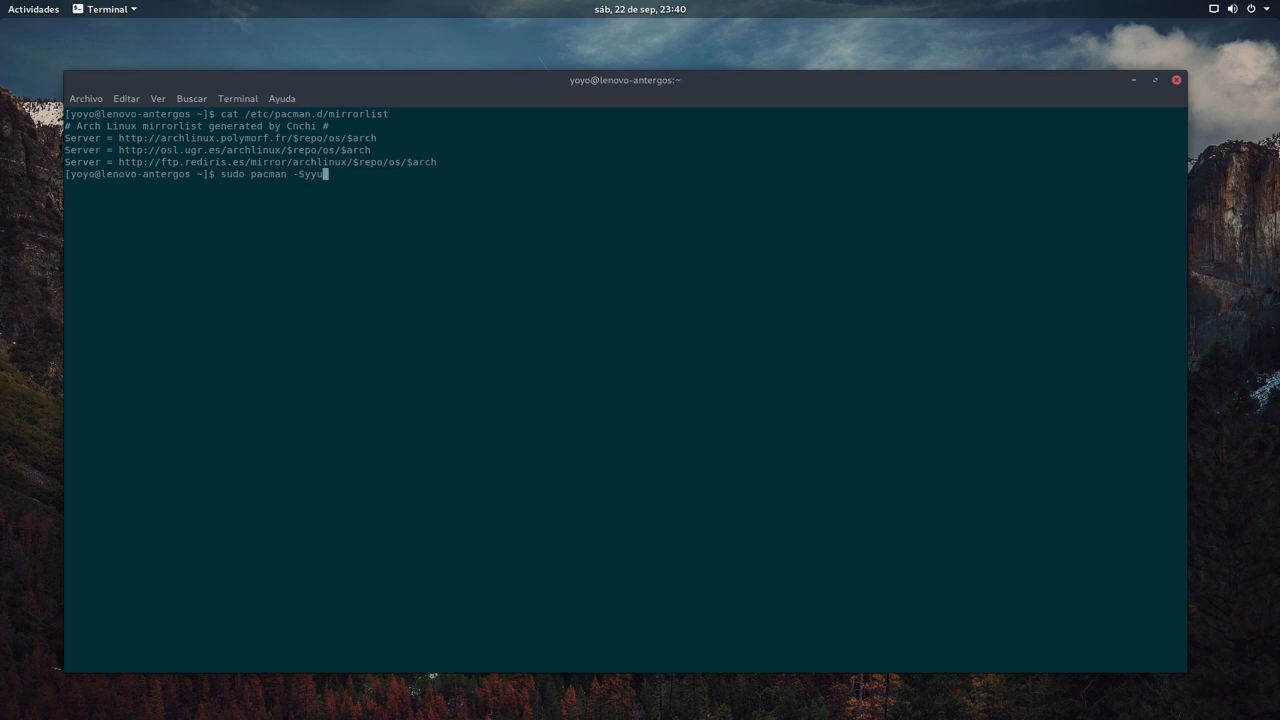 Actividades Terminal sáb, 22 de sep, 23:40
yoyo@lenovo-antergos:~
Archivo Editar Ver Buscar Terminal Ayuda
[yoyo@lenovo-antergos ~]$ cat /etc/pacman.d/mirrorlist
# Arch Linux mirrorlist generated by Cnchi #
Server = http://archlinux.polymorf.fr/$repo/os/$arch
Server = http://osl.ugr.es/archlinux/$repo/os/$arch
Server = http://ftp.rediris.es/mirror/archlinux/$repo/os/$arch
[yoyo@lenovo-antergos ~]$ sudo pacman -Syyu